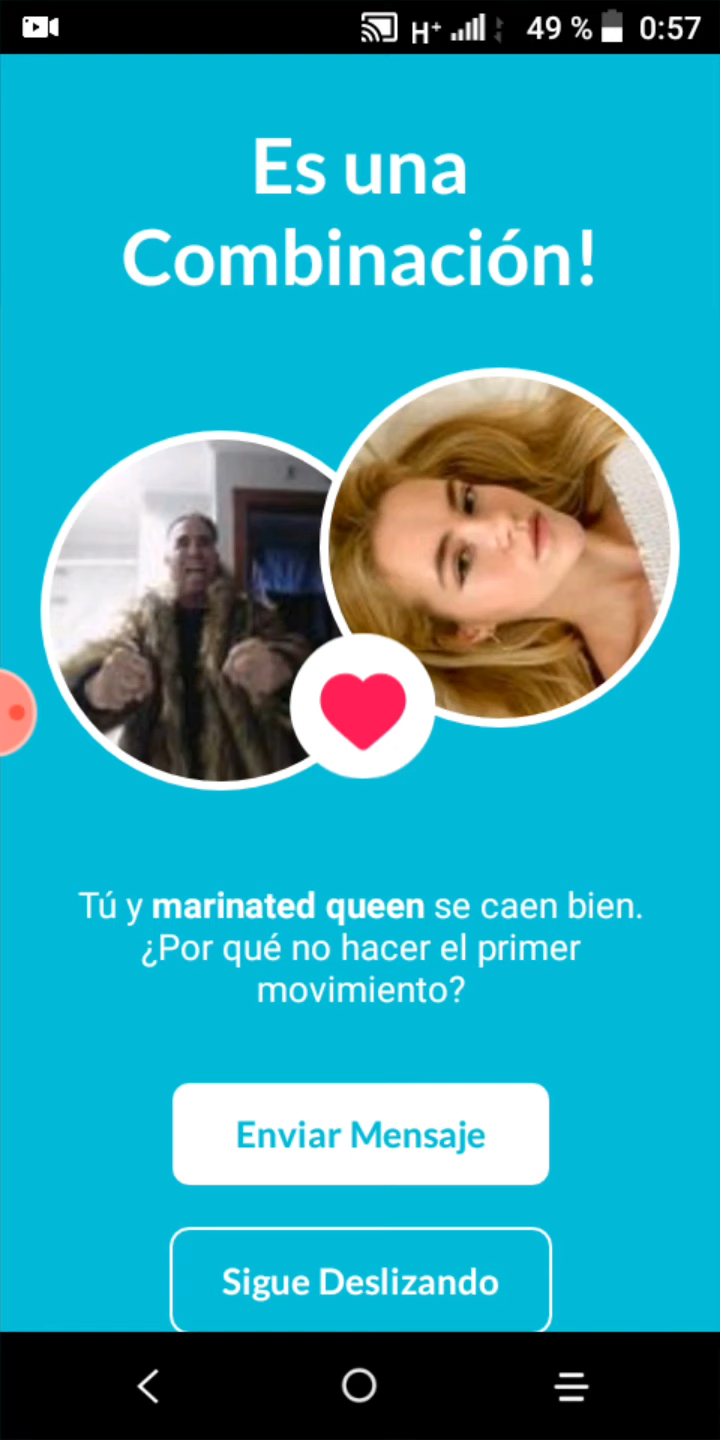 H+ 49 % 0:57
Es una
Combinación!
Tú y marinated queen se caen bien.
¿Por qué no hacer el primer
movimiento?
Enviar Mensaje
Sigue Deslizando